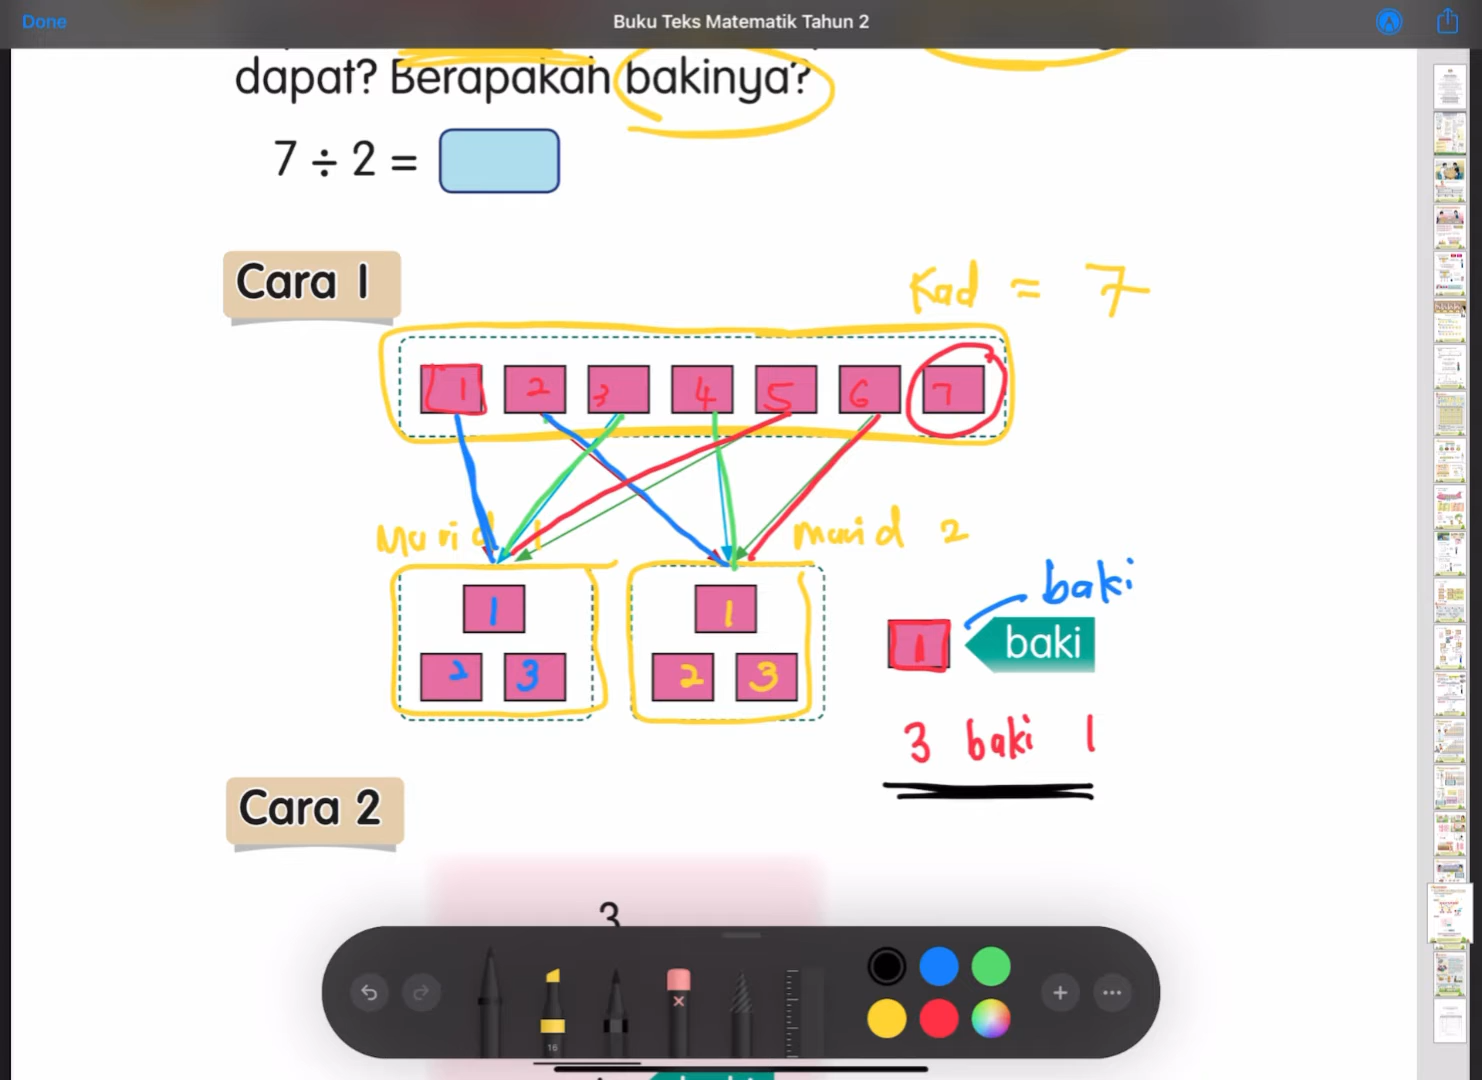 Done
Buku Teks Matematik Tahun 2
dapat? Berapakah bakinya?
7 ÷ 2 =
Cara 1
Kad = 7
1 2 3 4 5 6 7
Murid 1
Murid 2
1
1
baki
1
baki
2 3
2 3
3 baki 1
Cara 2
3
16